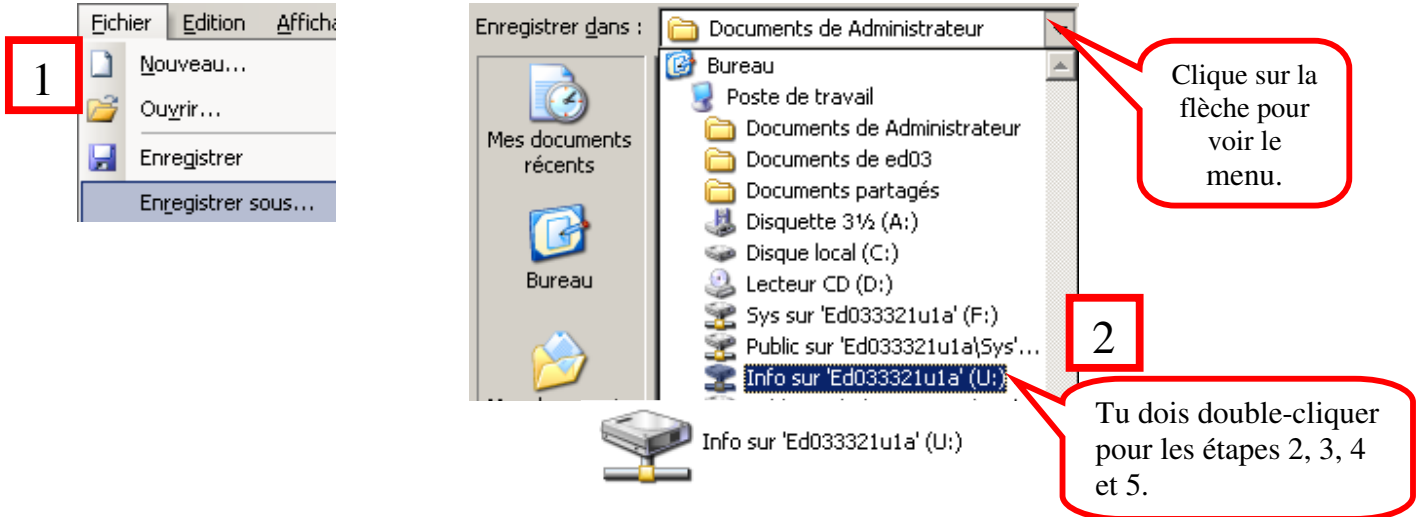 Fichier Edition Afficha
1
Nouveau...
Ouvrir...
Enregistrer
Enregistrer sous...
Enregistrer dans :
Documents de Administrateur
Mes documents
récents
Bureau
Bureau
Poste de travail
Documents de Administrateur
Documents de ed03
Documents partagés
Disquette 3½ (A:)
Disque local (C:)
Lecteur CD (D:)
Sys sur 'Ed033321u1a' (F:)
Public sur 'Ed033321u1a\Sys'...
Info sur 'Ed033321u1a' (U:)
Clique sur la
flèche pour
voir le
menu.
2
Tu dois double-cliquer
pour les étapes 2, 3, 4
et 5.
Info sur 'Ed033321u1a' (U:)